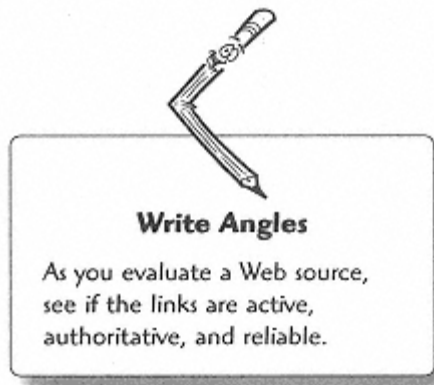 Write Angles
As you evaluate a Web source,
see if the links are active,
authoritative, and reliable.